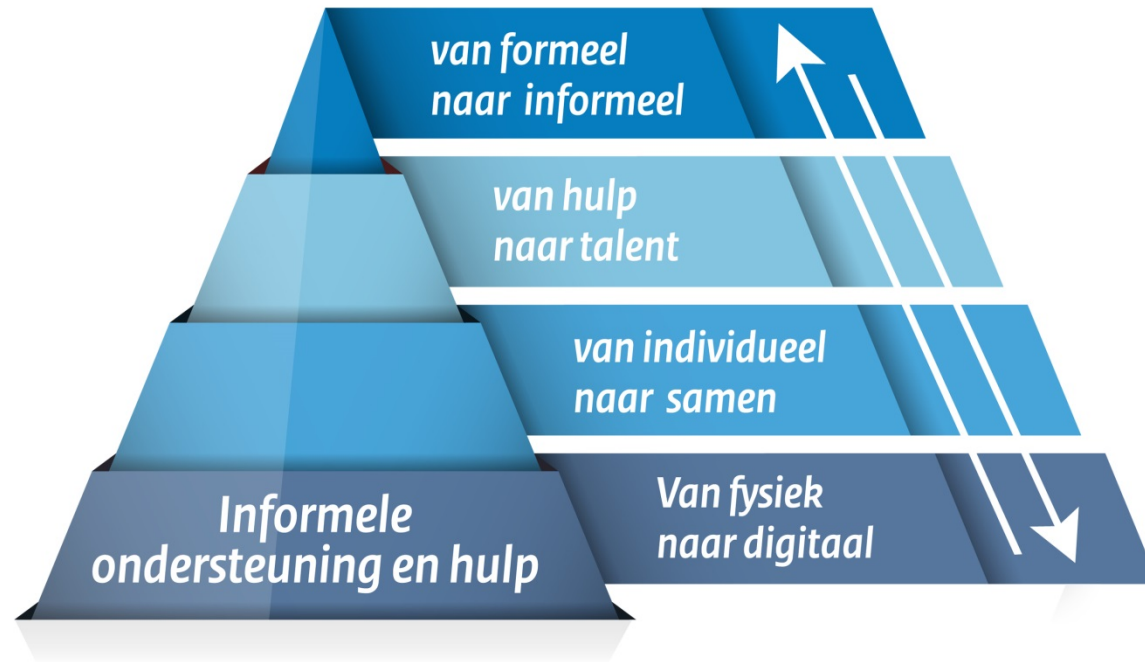 van formeel
naar informeel
van hulp
naar talent
van individueel
naar samen
Van fysiek
naar digitaal
Informele
ondersteuning en hulp